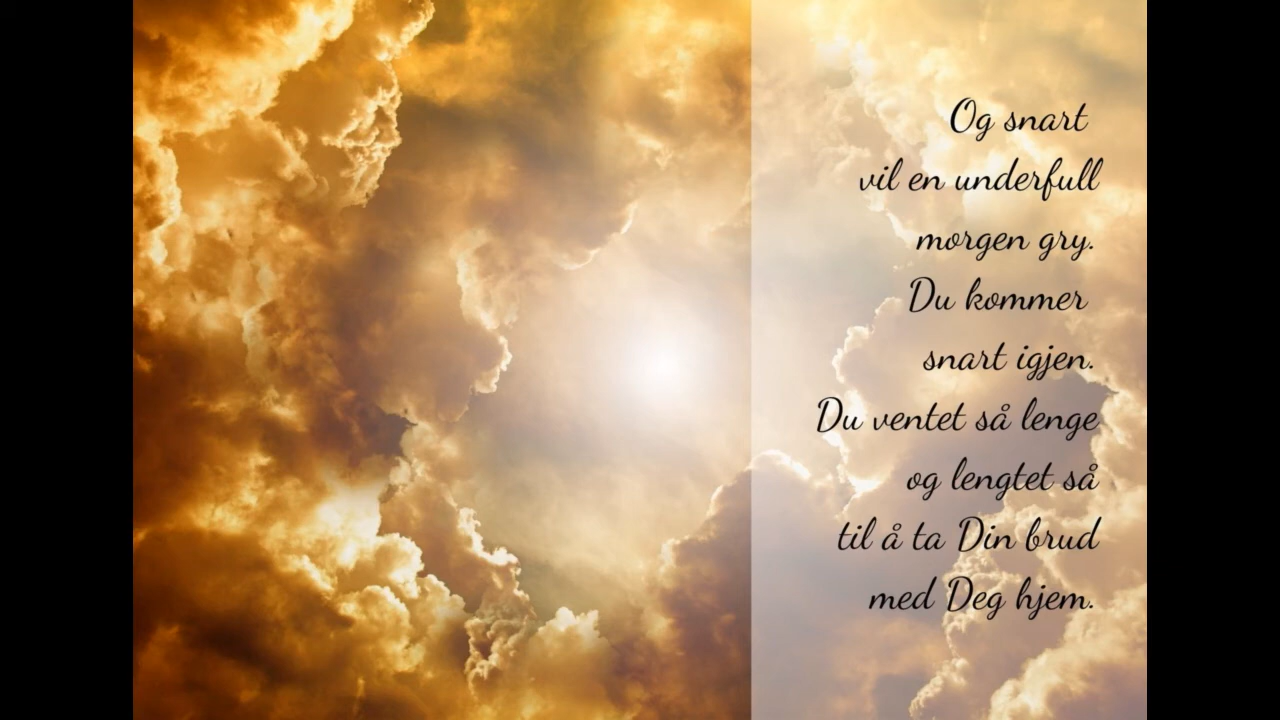 Og snart
vil en underfull
morgen gry.
Du kommer
snart igjen.
Du ventet så lenge
og lengtet så
til å ta Din brud
med Deg hjem.